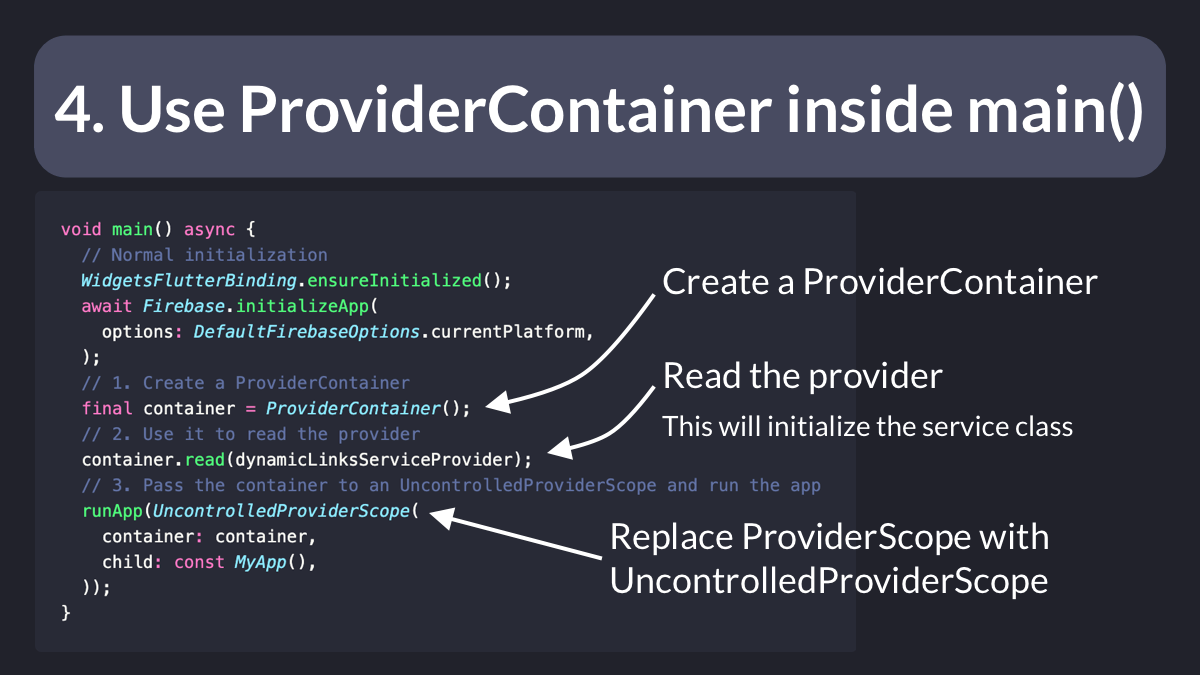 4. Use ProviderContainer inside main()
void main() async {
  // Normal initialization
  WidgetsFlutterBinding.ensureInitialized();
  await Firebase.initializeApp(
    options: DefaultFirebaseOptions.currentPlatform,
  );
  // 1. Create a ProviderContainer
  final container = ProviderContainer();
  // 2. Use it to read the provider
  container.read(dynamicLinksServiceProvider);
  // 3. Pass the container to an UncontrolledProviderScope and run the app
  runApp(UncontrolledProviderScope(
    container: container,
    child: const MyApp(),
  ));
}
Create a ProviderContainer
Read the provider
This will initialize the service class
Replace ProviderScope with
UncontrolledProviderScope